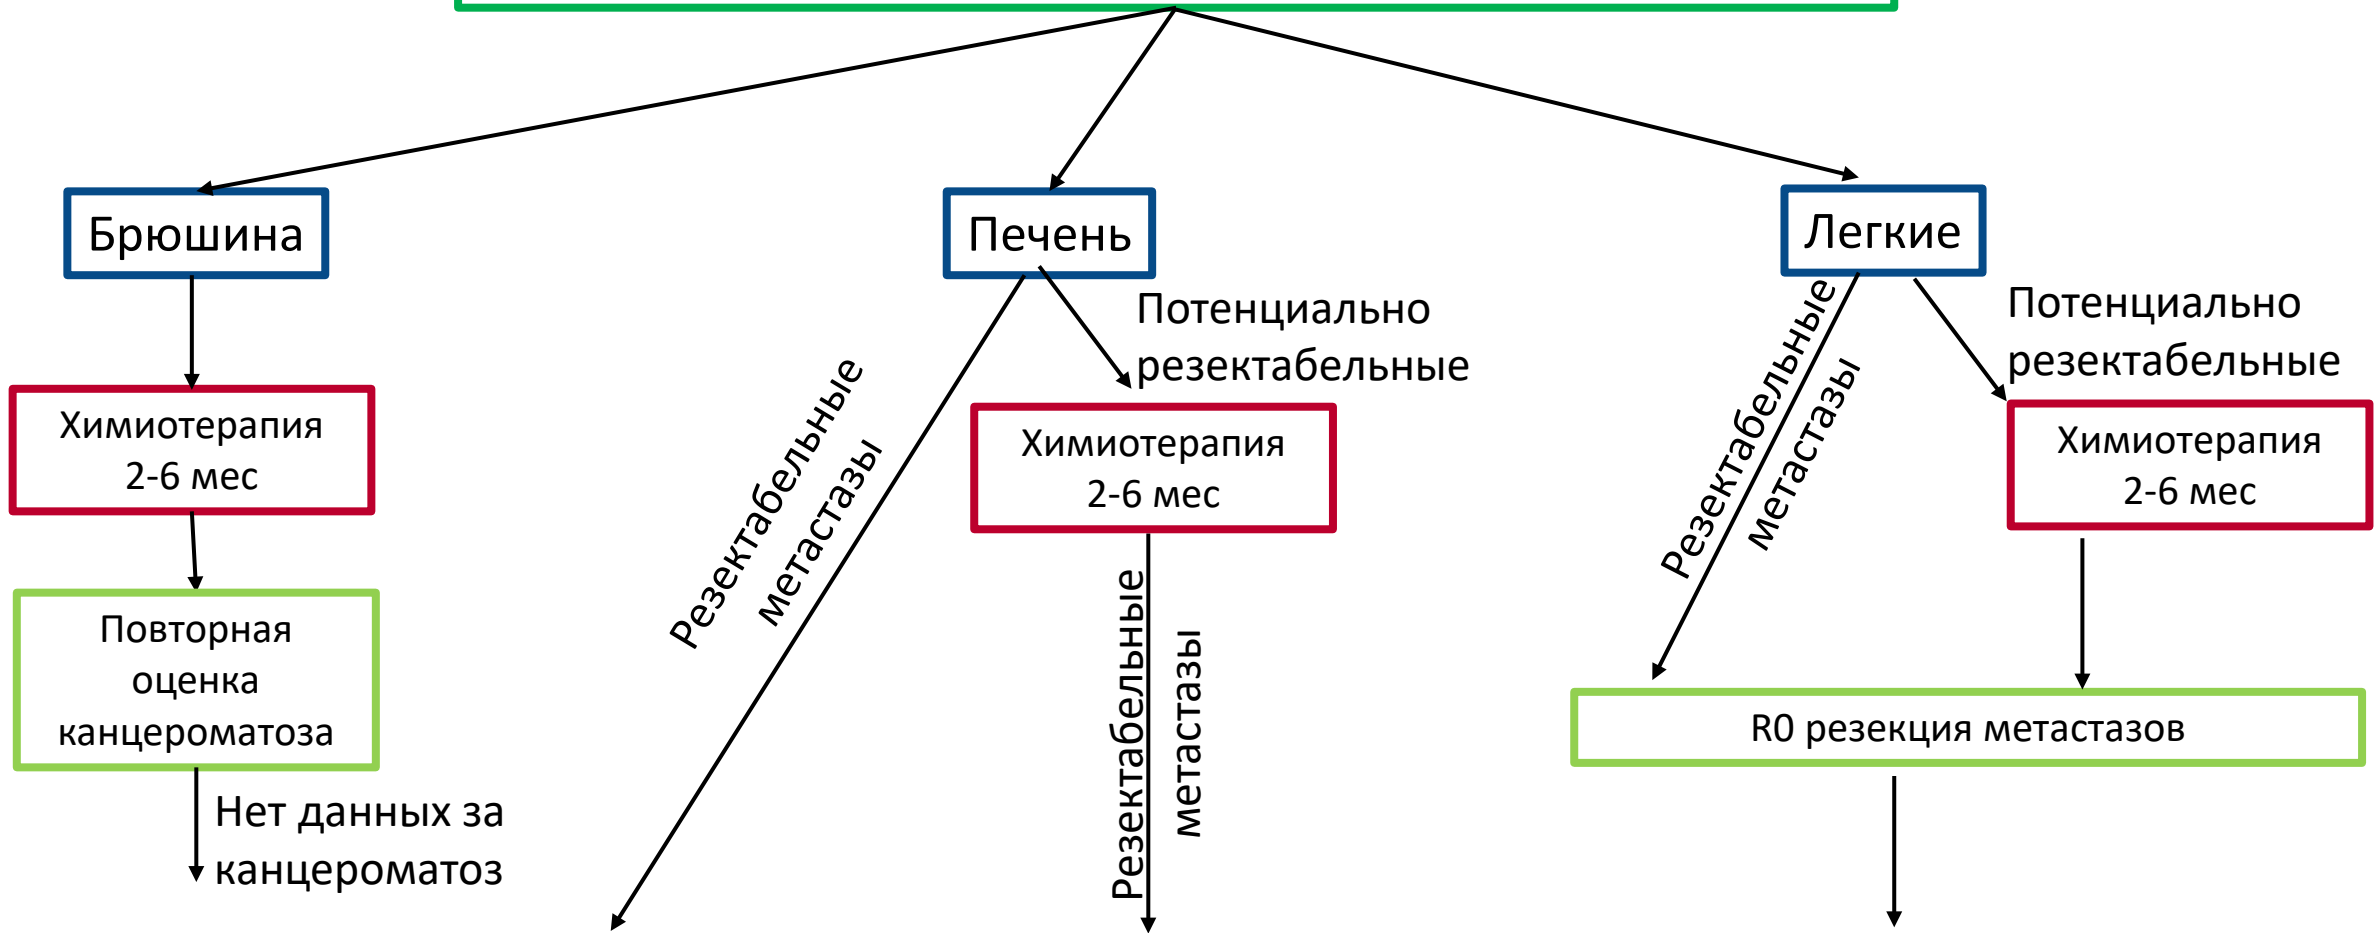 Брюшина
Печень
Легкие
Химиотерапия
2-6 мес
Повторная
оценка
канцероматоза
Нет данных за
канцероматоз
Резектабельные
метастазы
Потенциально
резектабельные
Химиотерапия
2-6 мес
Резектабельные
метастазы
Резектабельные
метастазы
Потенциально
резектабельные
Химиотерапия
2-6 мес
R0 резекция метастазов